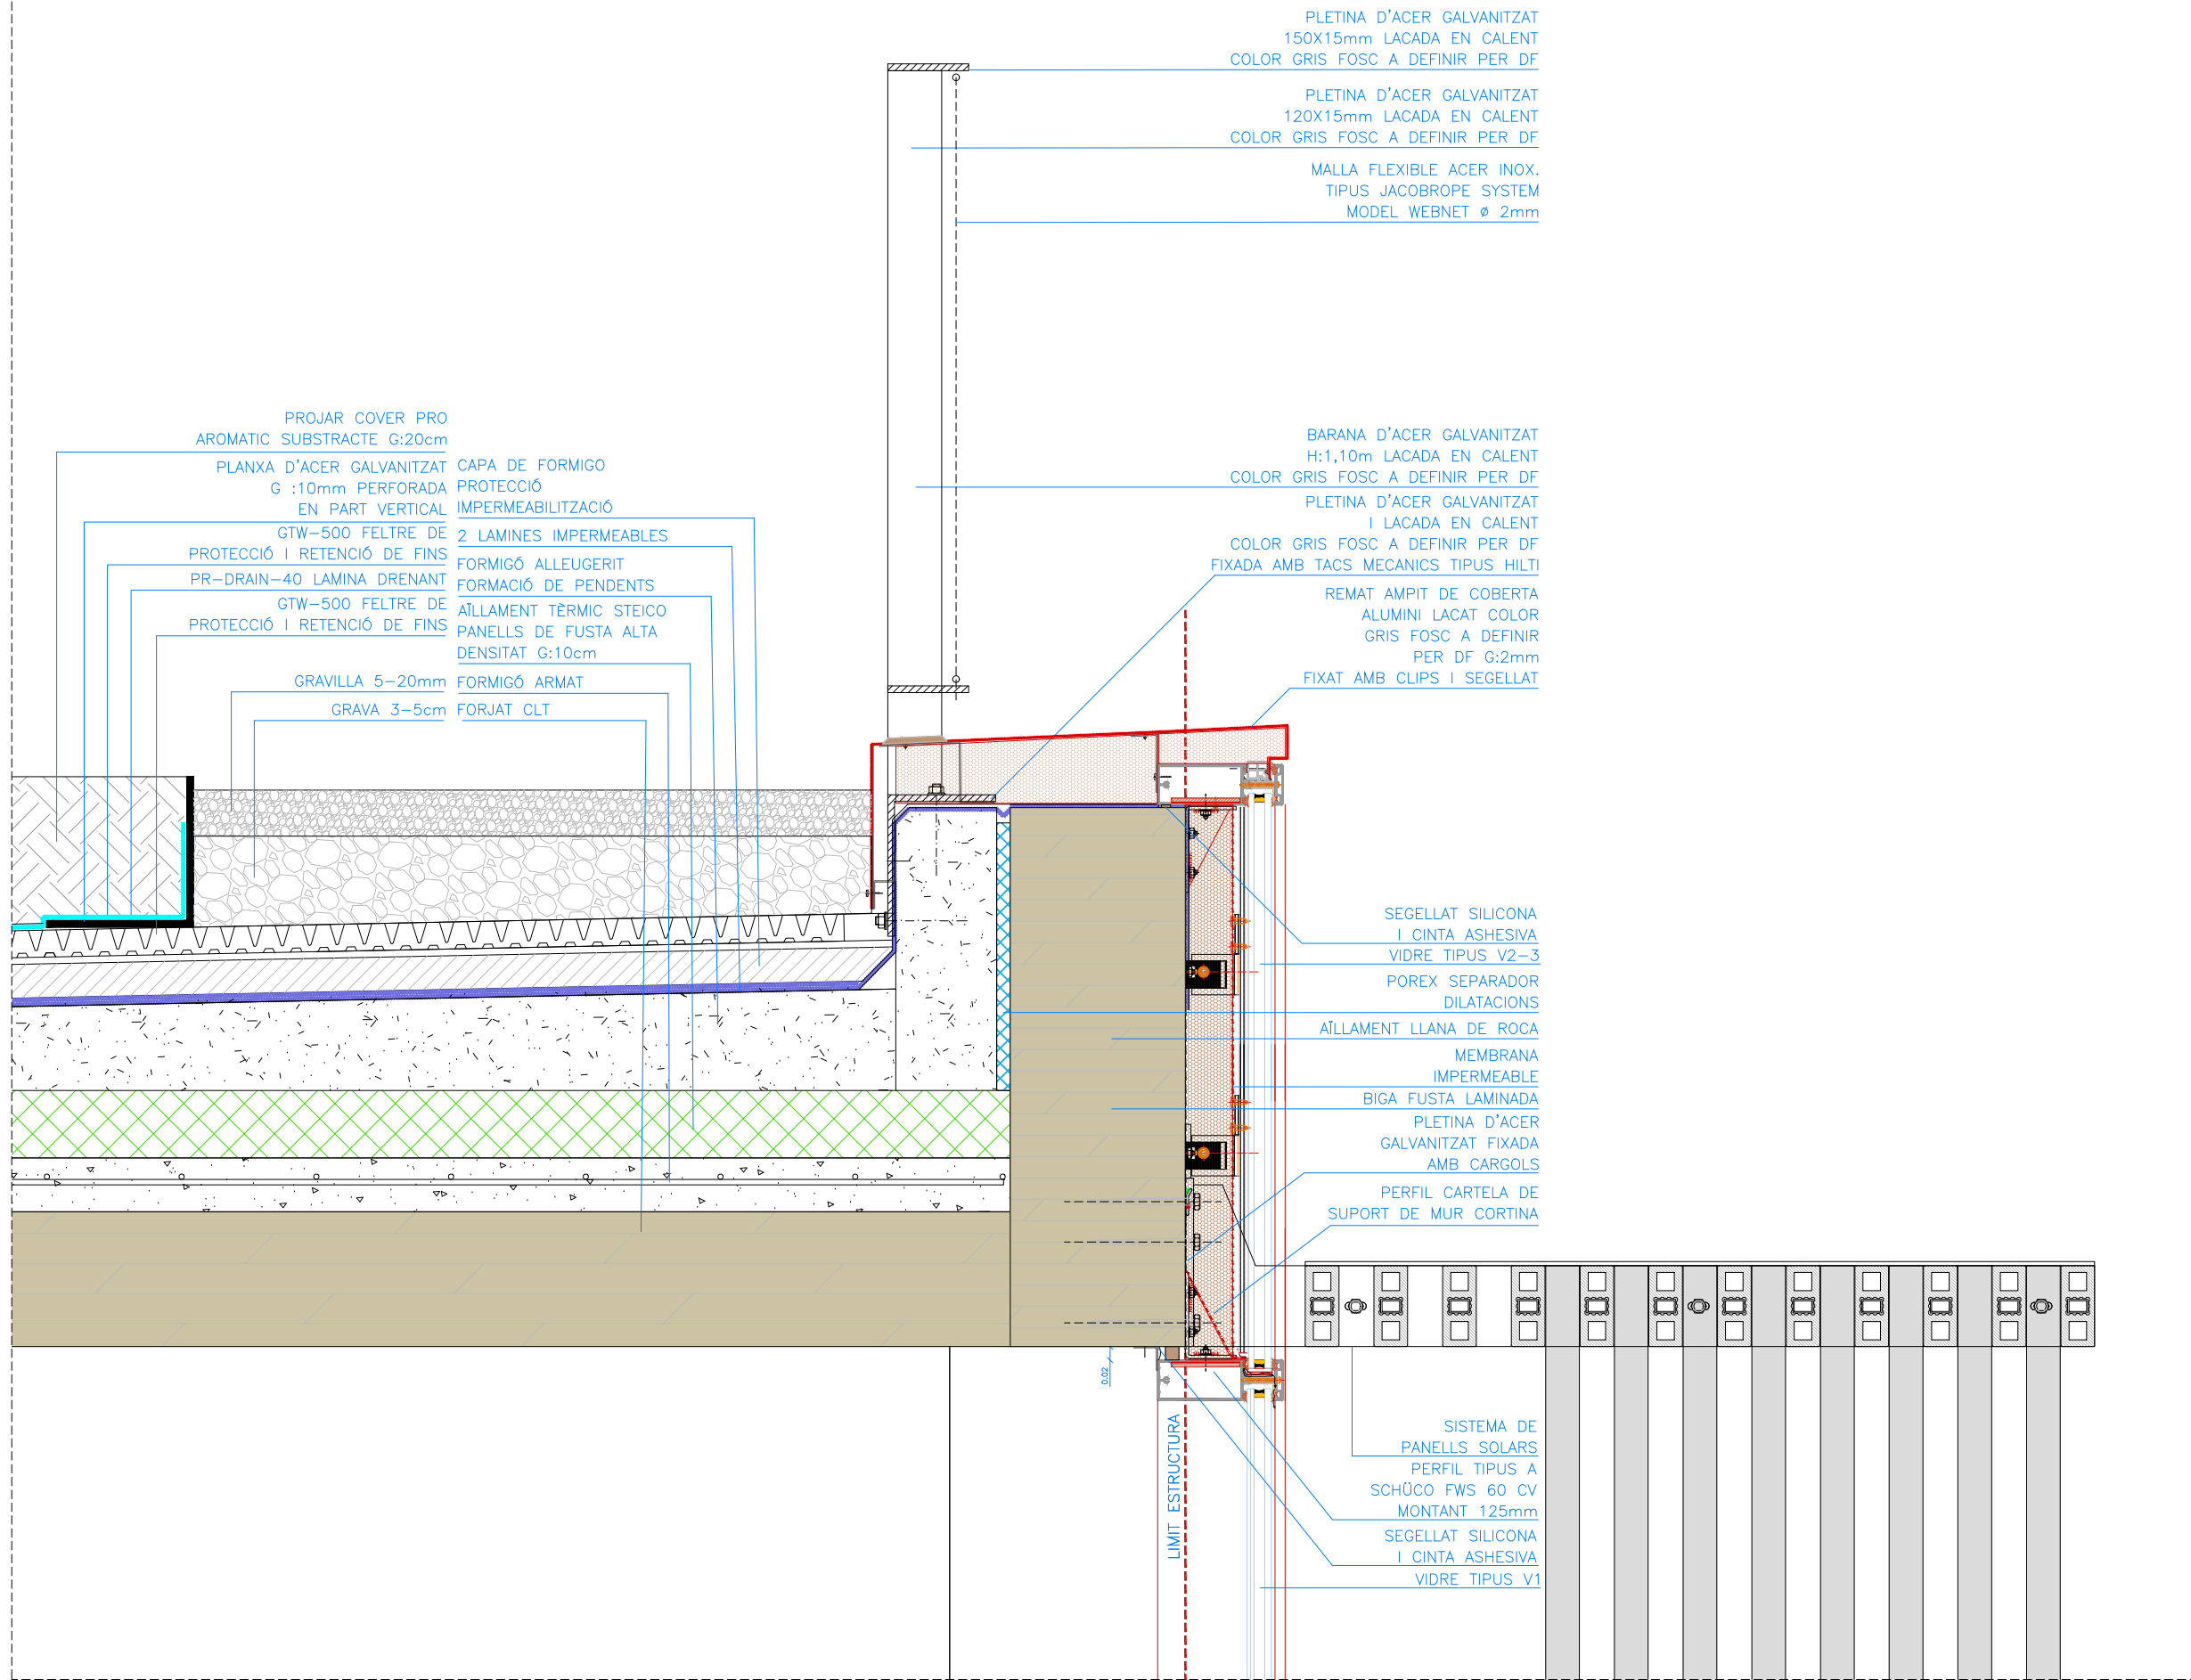 PLETINA D'ACER GALVANITZAT
150X15mm LACADA EN CALENT
COLOR GRIS FOSC A DEFINIR PER DF
PLETINA D'ACER GALVANITZAT
120X15mm LACADA EN CALENT
COLOR GRIS FOSC A DEFINIR PER DF
MALLA FLEXIBLE ACER INOX.
TIPUS JACOBROPE SYSTEM
MODEL WEBNET Ø 2mm
PROJAR COVER PRO
AROMATIC SUBSTRACTE G:20cm
PLANXA D'ACER GALVANITZAT
G :10mm PERFORADA
EN PART VERTICAL
GTW-500 FELTRE DE
PROTECCIÓ I RETENCIÓ DE FINS
PR-DRAIN-40 LAMINA DRENANT
GTW-500 FELTRE DE
PROTECCIÓ I RETENCIÓ DE FINS
GRAVILLA 5-20mm
GRAVA 3-5cm
CAPA DE FORMIGO
PROTECCIÓ
IMPERMEABILITZACIÓ
2 LAMINES IMPERMEABLES
FORMIGÓ ALLEUGERIT
FORMACIÓ DE PENDENTS
AÏLLAMENT TÈRMIC STEICO
PANELLS DE FUSTA ALTA
DENSITAT G:10cm
FORMIGÓ ARMAT
FORJAT CLT
BARANA D'ACER GALVANITZAT
H:1,10m LACADA EN CALENT
COLOR GRIS FOSC A DEFINIR PER DF
PLETINA D'ACER GALVANITZAT
I LACADA EN CALENT
COLOR GRIS FOSC A DEFINIR PER DF
FIXADA AMB TACS MECANICS TIPUS HILTI
REMAT AMPIT DE COBERTA
ALUMINI LACAT COLOR
GRIS FOSC A DEFINIR
PER DF G:2mm
FIXAT AMB CLIPS I SEGELLAT
SEGELLAT SILICONA
I CINTA ASHESIVA
VIDRE TIPUS V2-3
POREX SEPARADOR
DILATACIONS
AÏLLAMENT LLANA DE ROCA
MEMBRANA
IMPERMEABLE
BIGA FUSTA LAMINADA
PLETINA D'ACER
GALVANITZAT FIXADA
AMB CARGOLS
PERFIL CARTELA DE
SUPORT DE MUR CORTINA
0.02
LIMIT ESTRUCTURA
SISTEMA DE
PANELLS SOLARS
PERFIL TIPUS A
SCHÜCO FWS 60 CV
MONTANT 125mm
SEGELLAT SILICONA
I CINTA ASHESIVA
VIDRE TIPUS V1